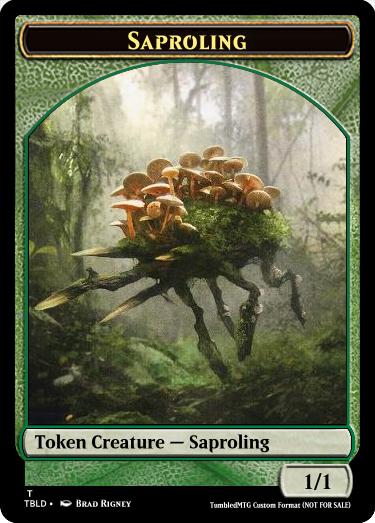 Saproling
Token Creature — Saproling
1/1
T
TBLD • Brad Rigney
TumbledMTG Custom Format (NOT FOR SALE)